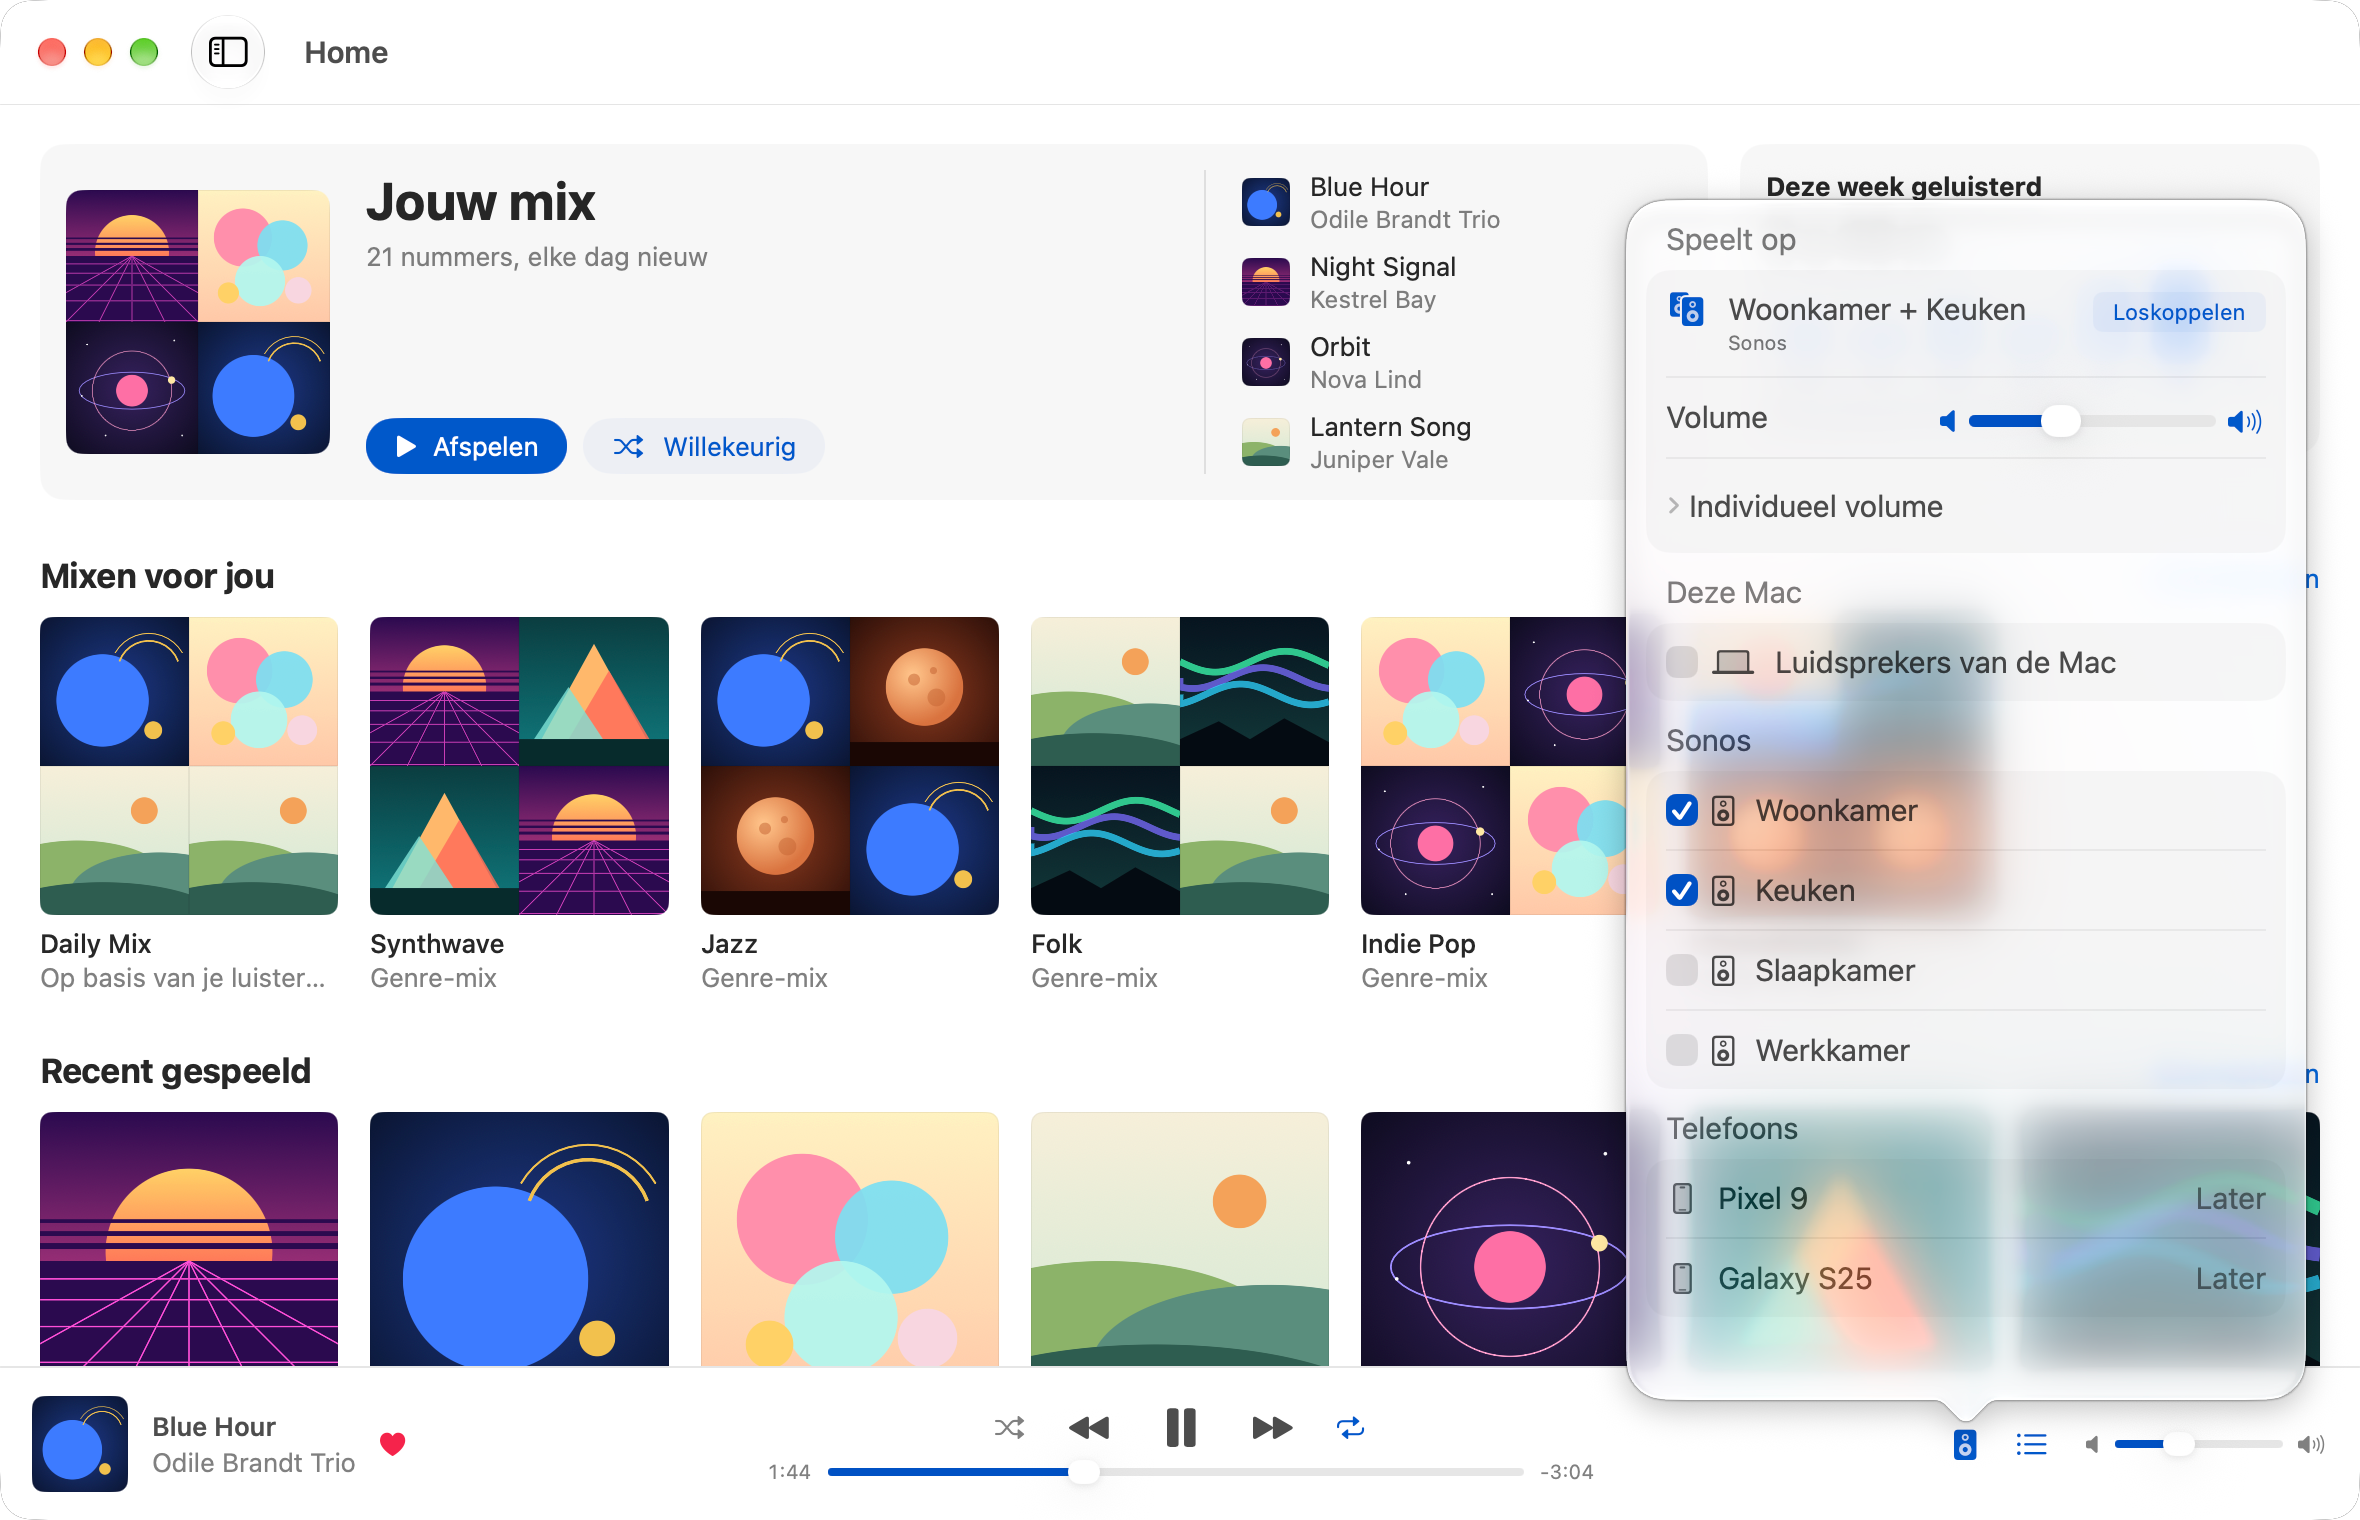 Home
Jouw mix
21 nummers, elke dag nieuw
Afspelen
Willekeurig
Blue Hour
Odile Brandt Trio
Night Signal
Kestrel Bay
Orbit
Nova Lind
Lantern Song
Juniper Vale
Deze week geluisterd
Speelt op
Woonkamer + Keuken
Sonos
Loskoppelen
Volume
Individueel volume
Deze Mac
Luidsprekers van de Mac
Sonos
Woonkamer
Keuken
Slaapkamer
Werkkamer
Telefoons
Pixel 9
Later
Galaxy S25
Later
Mixen voor jou
Daily Mix
Op basis van je luister...
Synthwave
Genre-mix
Jazz
Genre-mix
Folk
Genre-mix
Indie Pop
Genre-mix
Recent gespeeld
Blue Hour
Odile Brandt Trio
1:44
-3:04